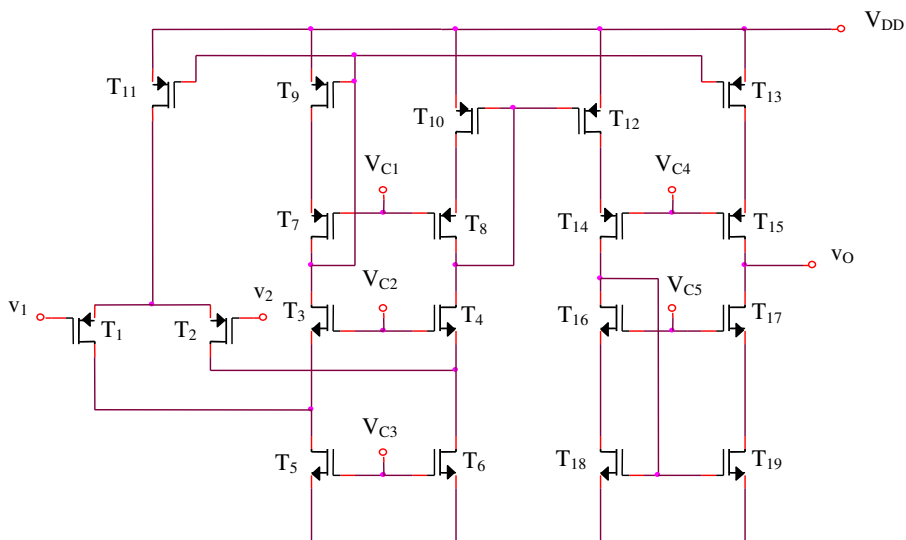 V_DD
T_11
T_9
T_10
T_12
T_13
V_C1
V_C4
T_7
T_8
T_14
T_15
v_O
V_C2
V_C5
v_1
v_2
T_1
T_2
T_3
T_4
T_16
T_17
V_C3
T_5
T_6
T_18
T_19